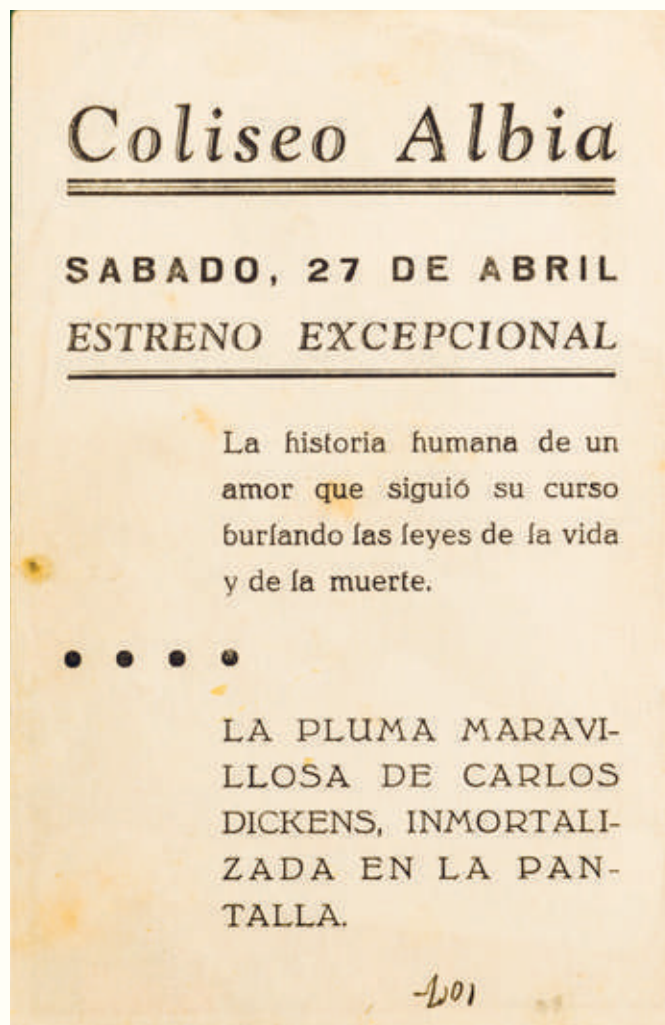 Coliseo Albia
SABADO, 27 DE ABRIL
ESTRENO EXCEPCIONAL
La historia humana de un
amor que siguió su curso
burlando las leyes de la vida
y de la muerte.
LA PLUMA MARAVI-
LLOSA DE CARLOS
DICKENS, INMORTALI-
ZADA EN LA PAN-
TALLA.